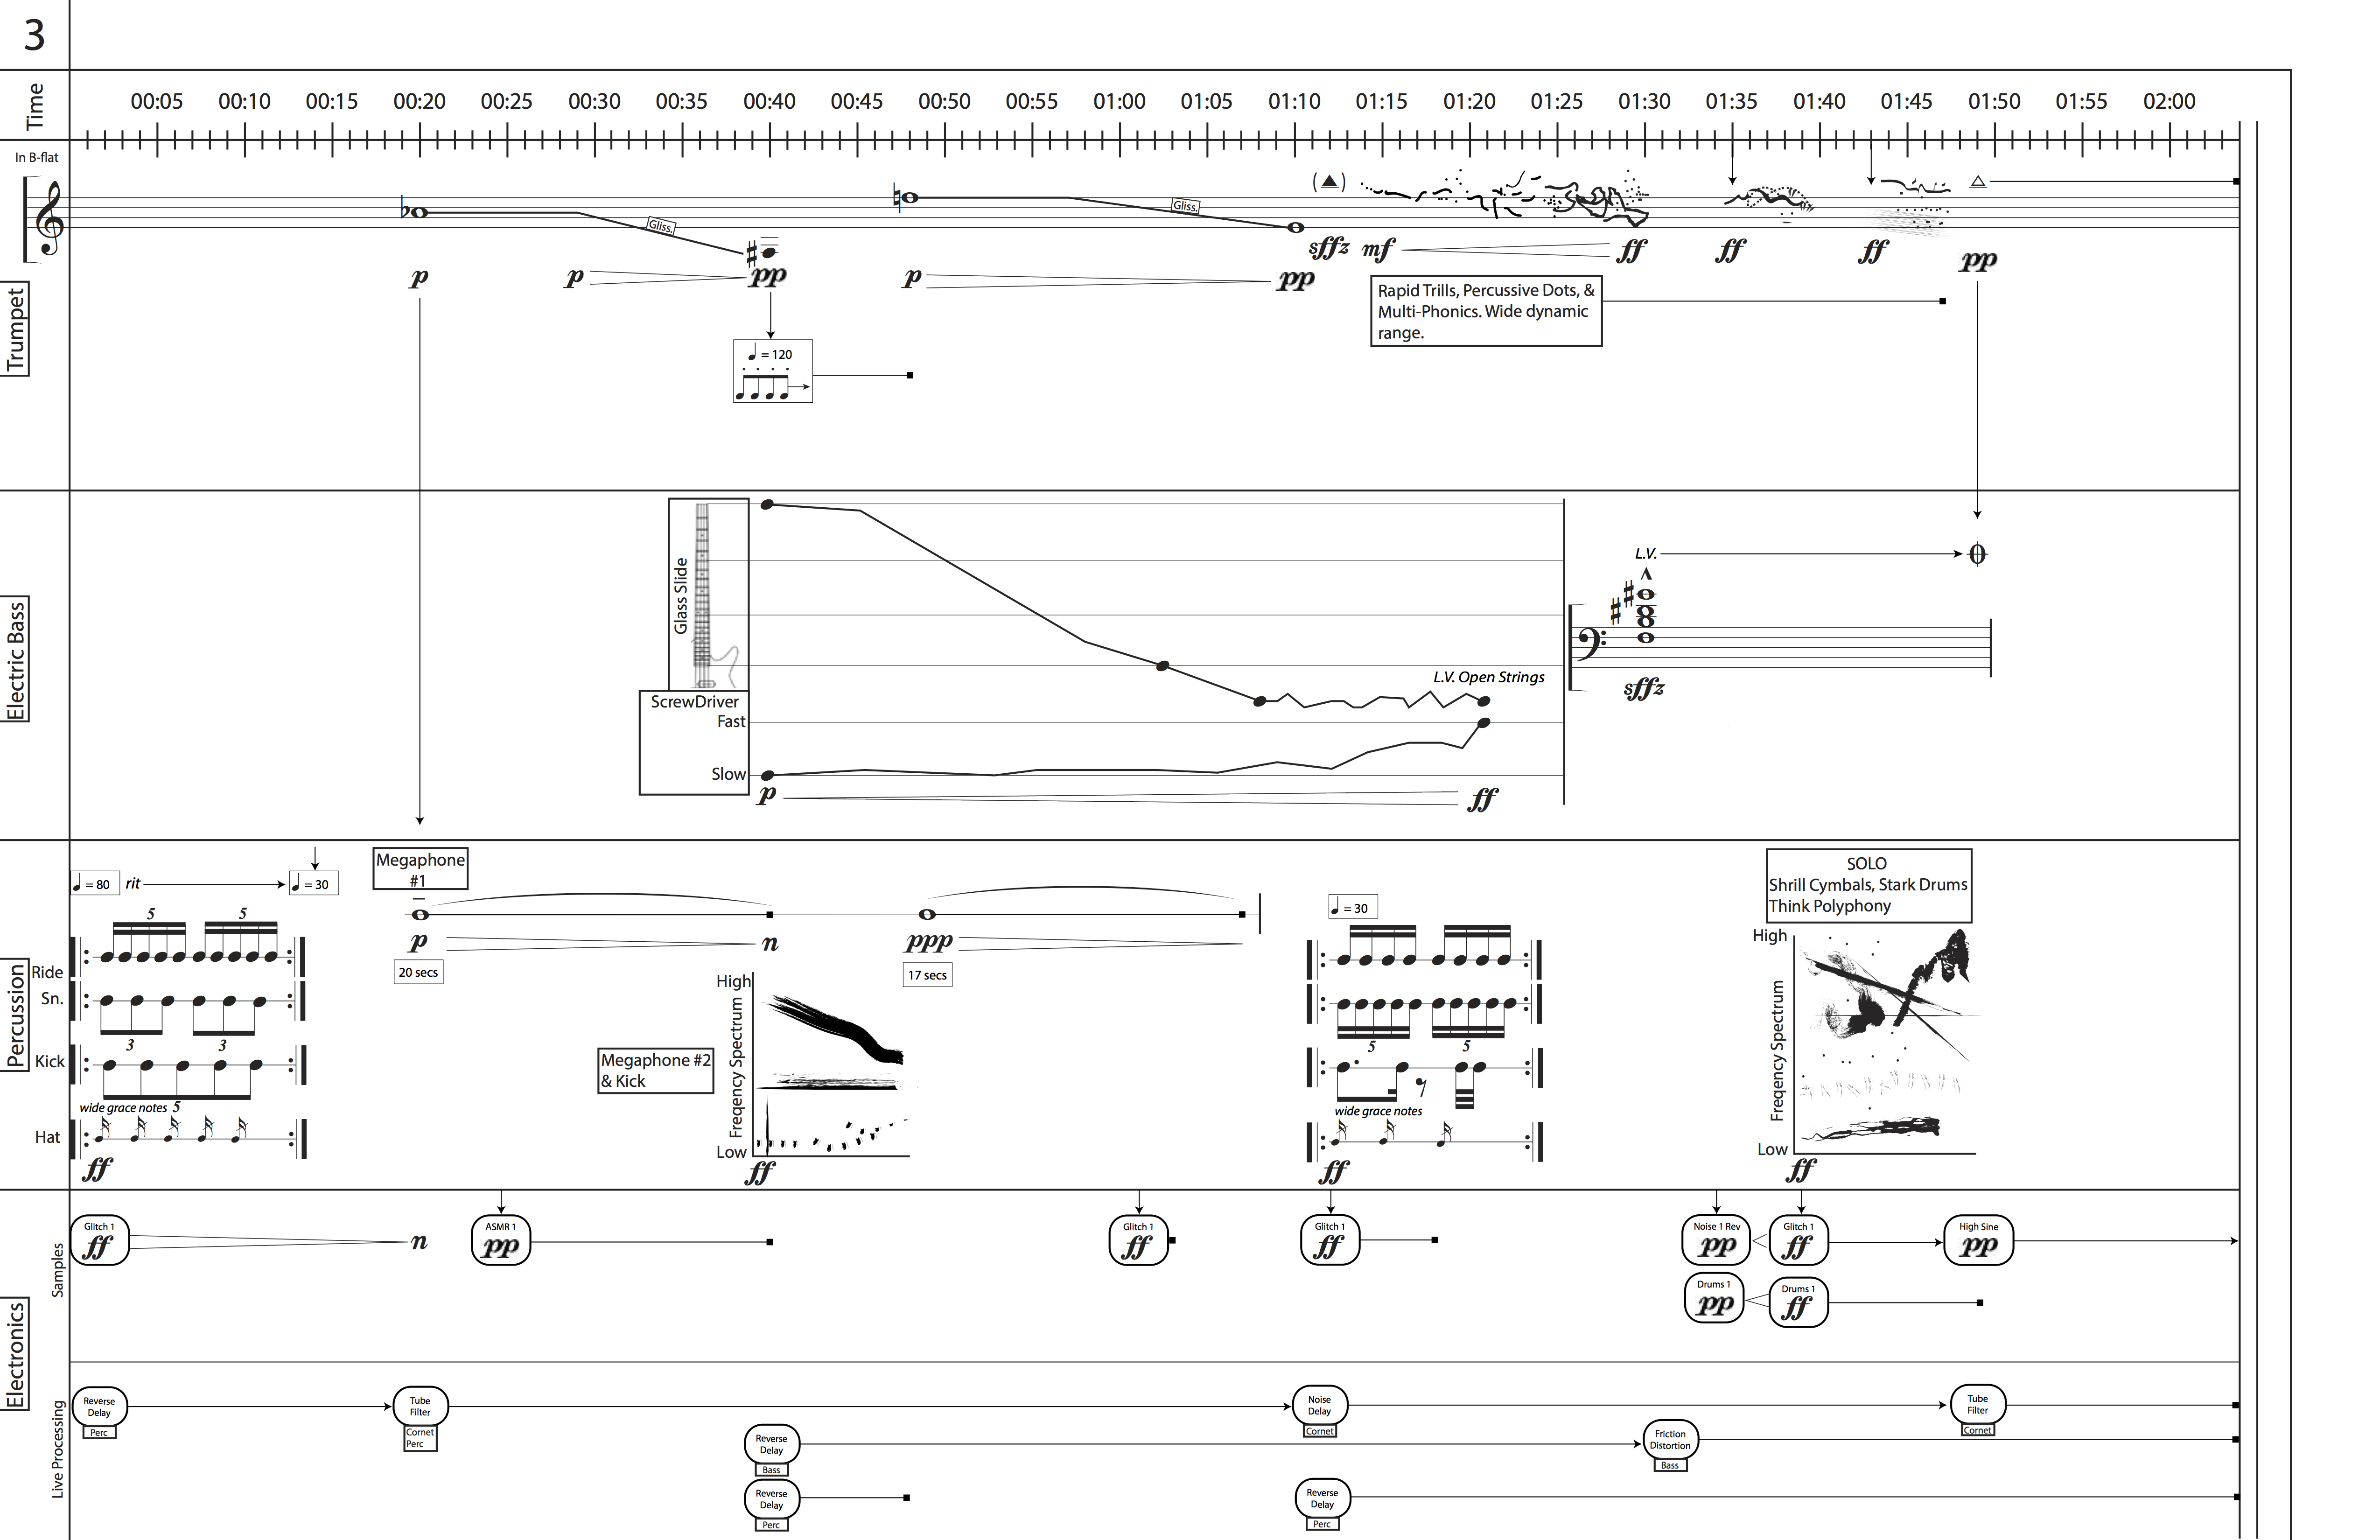 3
Time
00:05 00:10 00:15 00:20 00:25 00:30 00:35 00:40 00:45 00:50 00:55 01:00 01:05 01:10 01:15 01:20 01:25 01:30 01:35 01:40 01:45 01:50 01:55 02:00
In B-flat
Trumpet
Gliss.
Gliss.
( )
p p pp p pp sffz mf ff ff ff pp
= 120
Rapid Trills, Percussive Dots, &
Multi-Phonics. Wide dynamic
range.
Electric Bass
Glass Slide
ScrewDriver
Fast
Slow
L.V. Open Strings
p ff
L.V.
sffz
Percussion
= 80 rit = 30
Megaphone
#1
5 5
Ride
Sn.
3 3
Kick
wide grace notes 5
Hat
ff
p n
20 secs
ppp
17 secs
Megaphone #2
& Kick
High
Freqency Spectrum
Low
ff
= 30
5 5
wide grace notes
ff
SOLO
Shrill Cymbals, Stark Drums
Think Polyphony
High
Freqency Spectrum
Low
ff
Electronics
Samples
Glitch 1
ff
n
ASMR 1
pp
Glitch 1
ff
Glitch 1
ff
Noise 1 Rev
pp
Glitch 1
ff
High Sine
pp
Drums 1
pp
Drums 1
ff
Live Processing
Reverse
Delay
Perc
Tube
Filter
Cornet
Perc
Noise
Delay
Cornet
Tube
Filter
Cornet
Reverse
Delay
Bass
Friction
Distortion
Bass
Reverse
Delay
Perc
Reverse
Delay
Perc